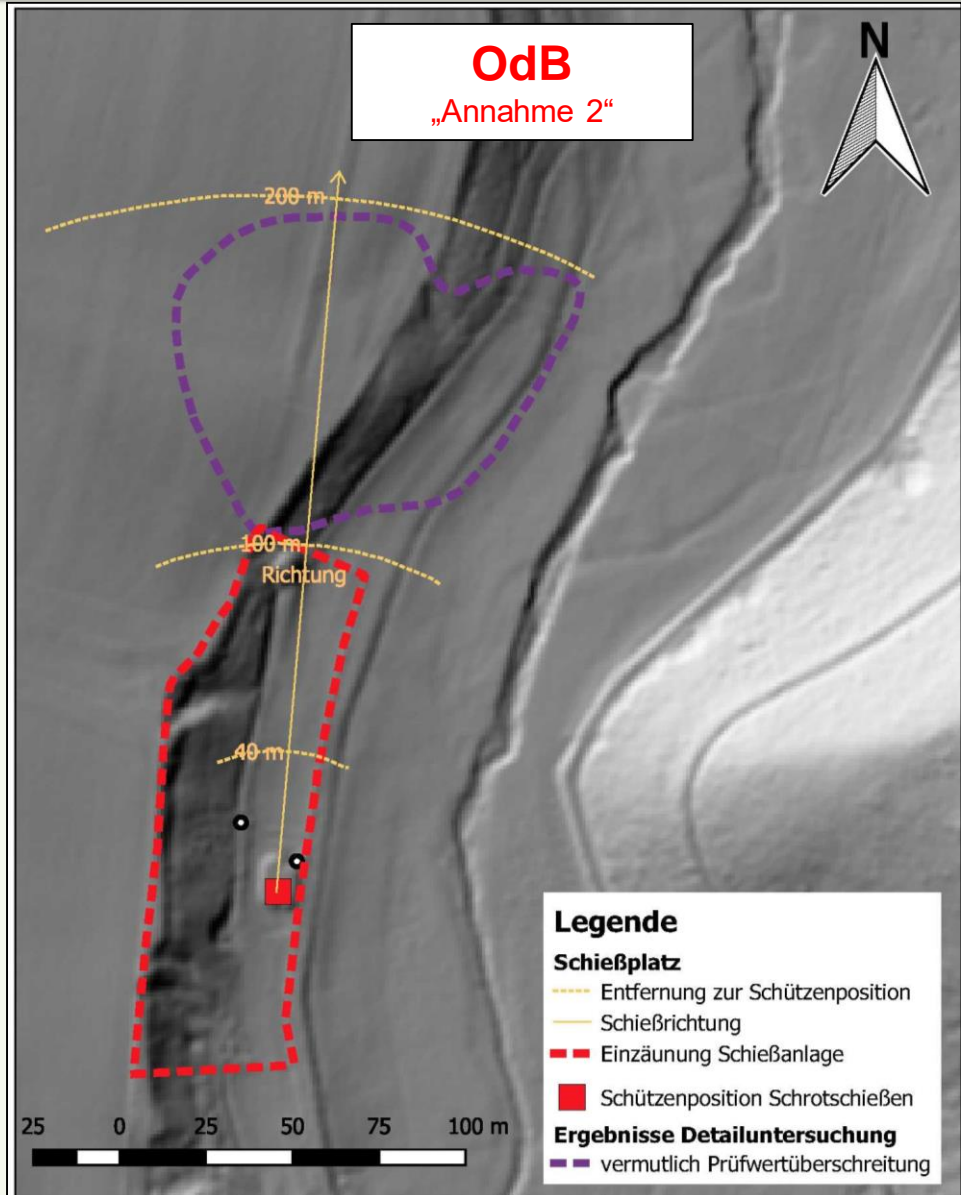 OdB
„Annahme 2“
N
200 m
100 m
Richtung
40 m
25 0 25 50 100 m
Legende
Schießplatz
Entfernung zur Schützenposition
Schießrichtung
Einzäunung Schießanlage
Schützenposition Schrotschießen
Ergebnisse Detailuntersuchung
vermutlich Prüfwertüberschreitung